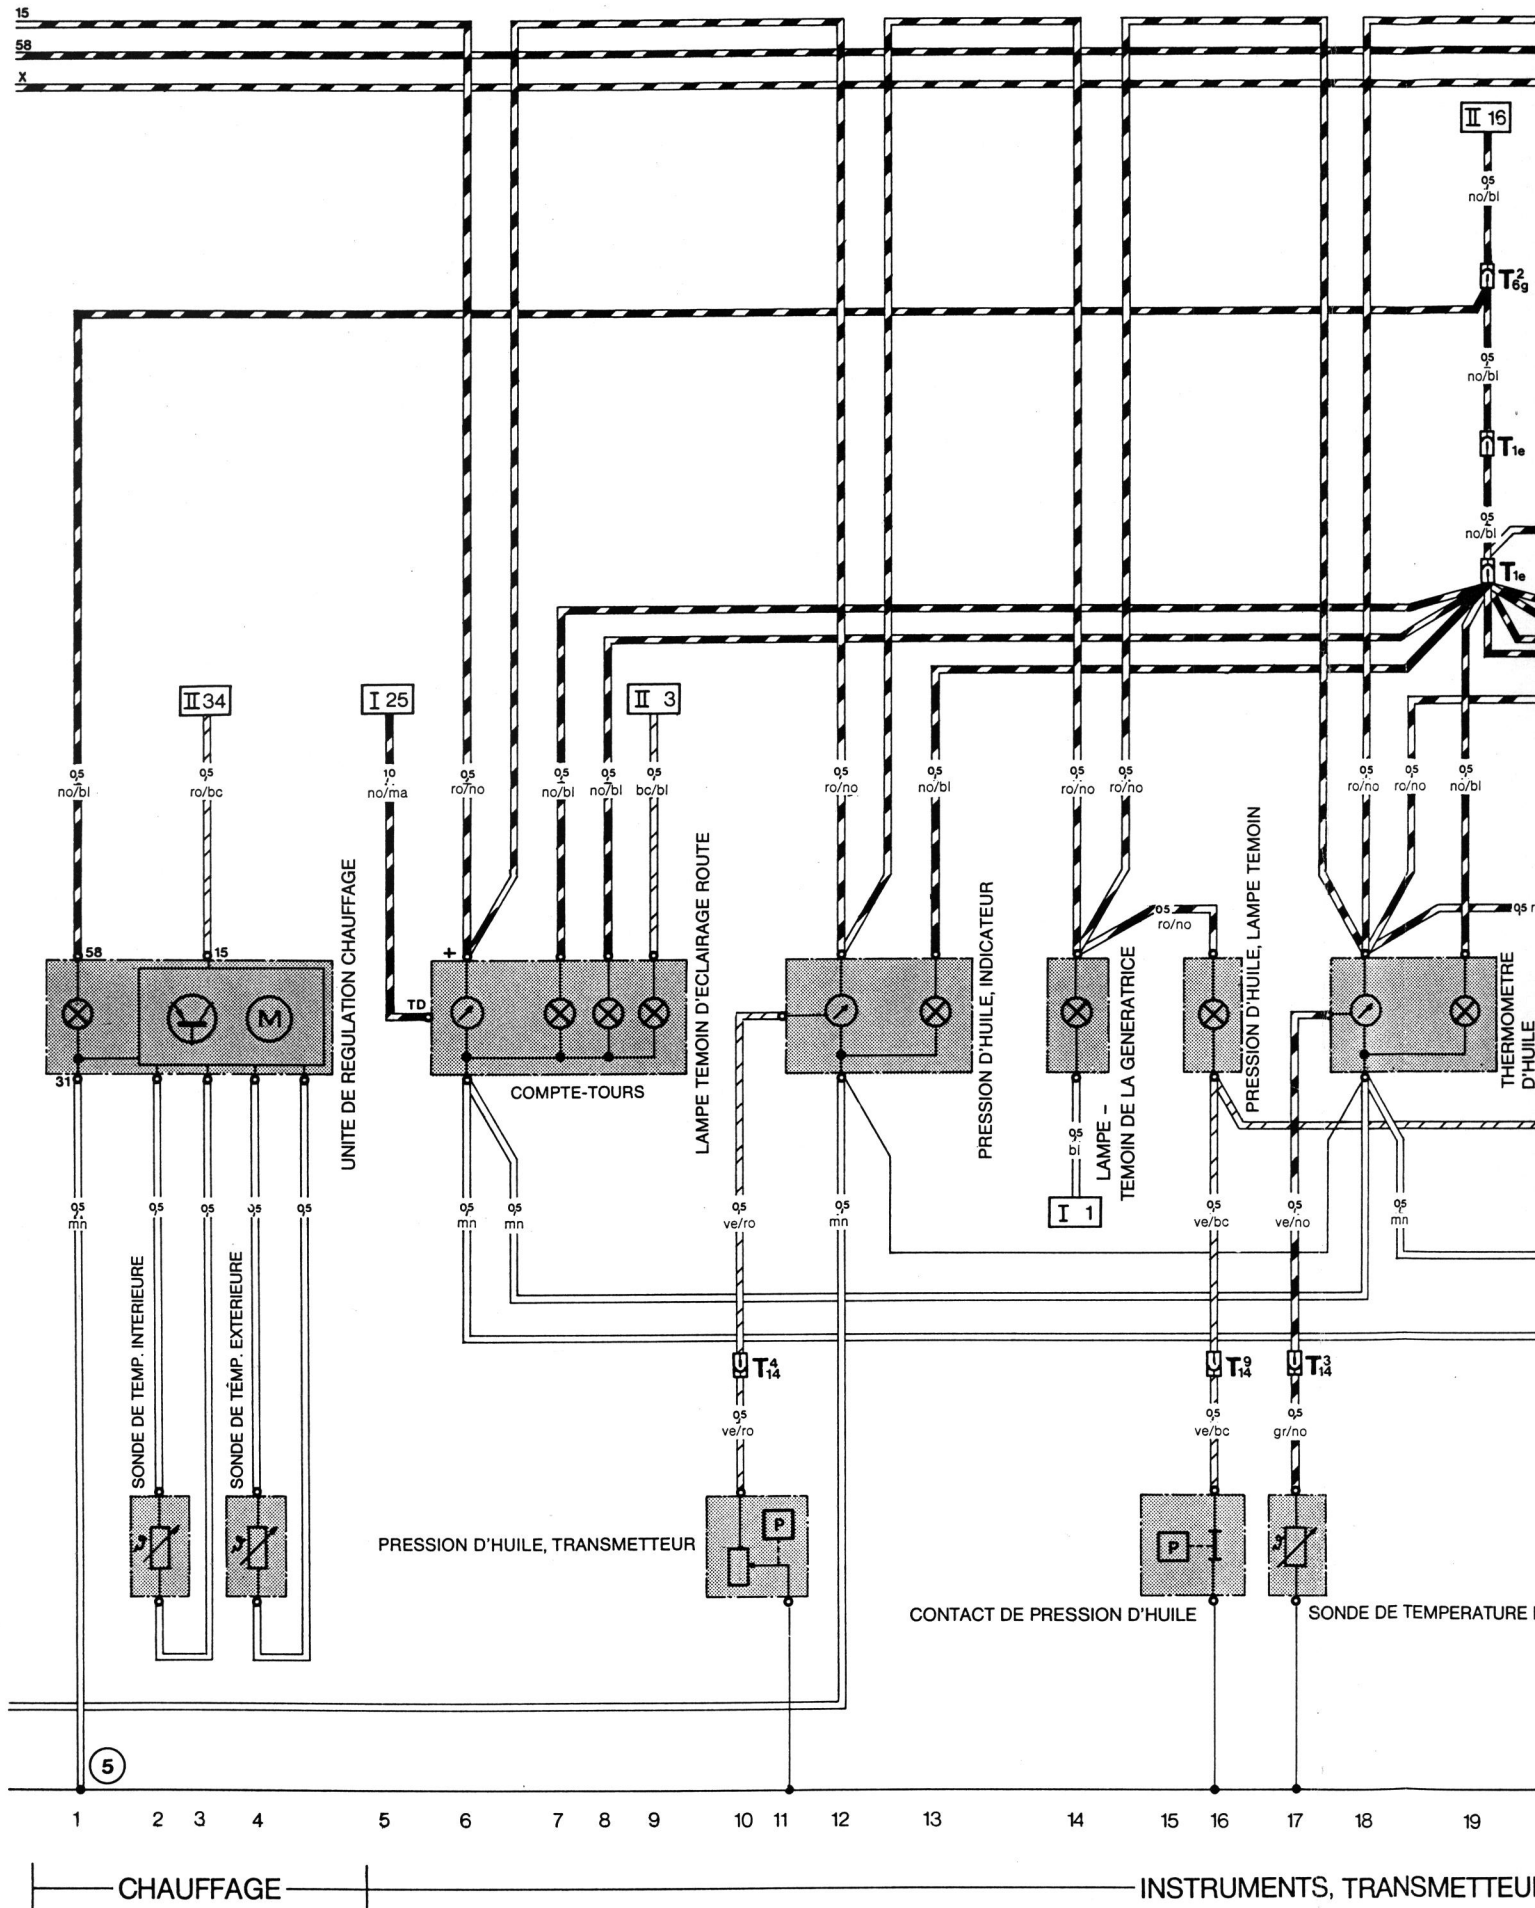 15
58
X
II 16
0,5
no/bl
T 2 6g
0,5
no/bl
T1e
0,5
no/bl
T1e
II 34
I 25
II 3
0,5
no/bl
0,5
ro/bc
1,0
no/ma
0,5
ro/no
0,5
no/bl
0,5
no/bl
0,5
bc/bl
0,5
ro/no
0,5
no/bl
0,5
ro/no
0,5
ro/no
0,5
ro/no
0,5
ro/no
0,5
no/bl
0,5
ro/no
0,5
58
15
+
TD
M
31
UNITE DE REGULATION CHAUFFAGE
COMPTE-TOURS
LAMPE TEMOIN D'ECLAIRAGE ROUTE
PRESSION D'HUILE, INDICATEUR
LAMPE -
TEMOIN DE LA GENERATRICE
PRESSION D'HUILE, LAMPE TEMOIN
THERMOMETRE
D'HUILE
0,5
bl
I 1
0,5
mn
0,5
0,5
0,5
0,5
0,5
mn
0,5
mn
0,5
ve/ro
0,5
mn
0,5
ve/bc
0,5
ve/no
0,5
mn
SONDE DE TEMP. INTERIEURE
SONDE DE TEMP. EXTERIEURE
T 4 14
T 9 14
T 3 14
0,5
ve/ro
0,5
ve/bc
0,5
gr/no
P
P
PRESSION D'HUILE, TRANSMETTEUR
CONTACT DE PRESSION D'HUILE
SONDE DE TEMPERATURE
5
1 2 3 4 5 6 7 8 9 10 11 12 13 14 15 16 17 18 19
CHAUFFAGE
INSTRUMENTS, TRANSMETTEU